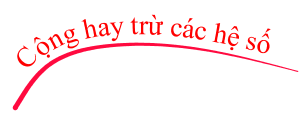 Cộng hay trừ các hệ số